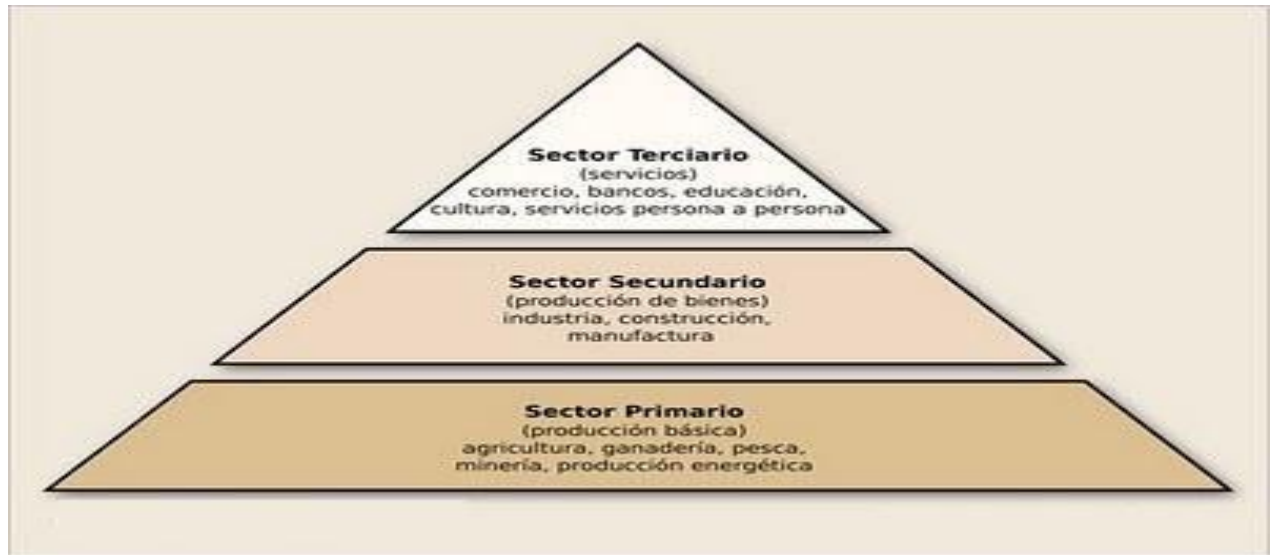 Sector Terciario
(servicios)
comercio, bancos, educación,
cultura, servicios persona a persona
Sector Secundario
(producción de bienes)
industria, construcción,
manufactura
Sector Primario
(producción básica)
agricultura, ganadería, pesca,
minería, producción energética